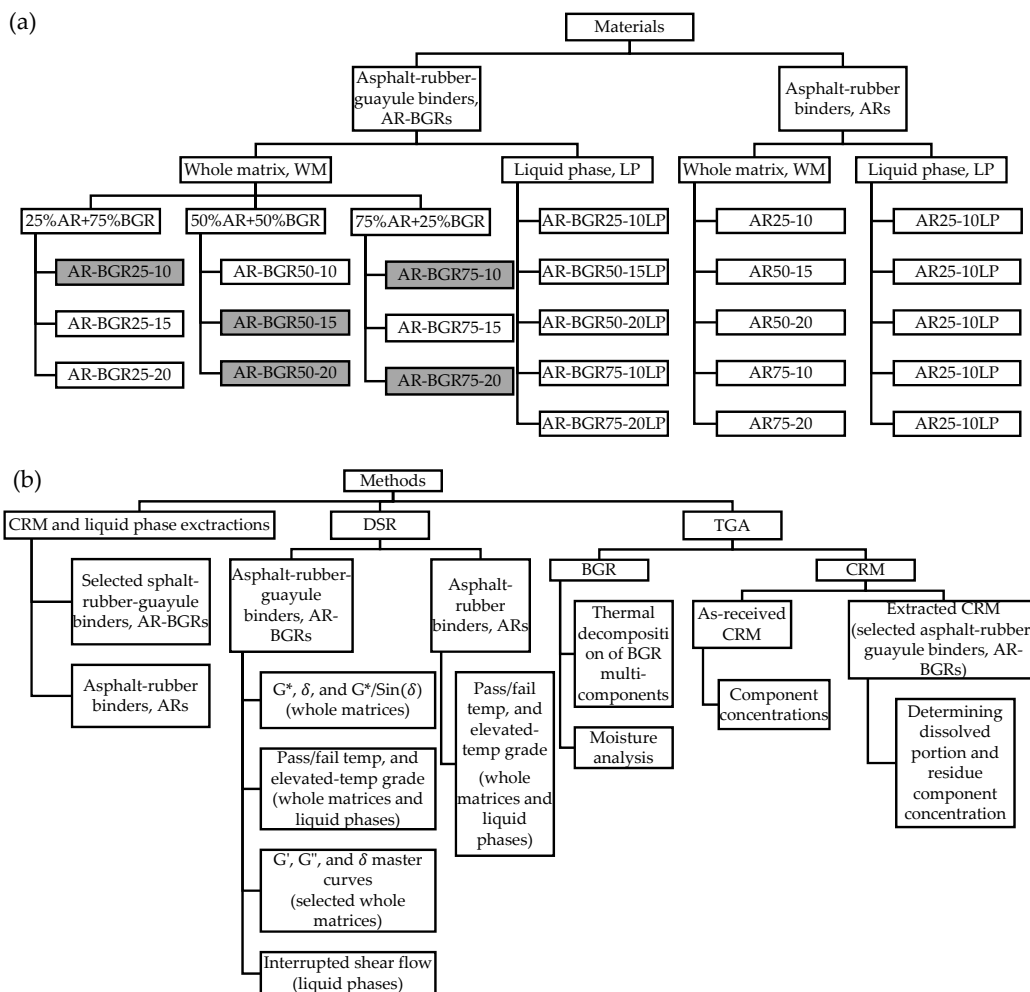 (a)
Materials
Asphalt-rubber-
guayule binders,
AR-BGRs
Asphalt-rubber
binders, ARs
Whole matrix, WM
Liquid phase, LP
Whole matrix, WM
Liquid phase, LP
25%AR+75%BGR
50%AR+50%BGR
75%AR+25%BGR
AR-BGR25-10
AR-BGR25-15
AR-BGR25-20
AR-BGR50-10
AR-BGR50-15
AR-BGR50-20
AR-BGR75-10
AR-BGR75-15
AR-BGR75-20
AR-BGR25-10LP
AR-BGR50-15LP
AR-BGR50-20LP
AR-BGR75-10LP
AR-BGR75-20LP
AR25-10
AR50-15
AR50-20
AR75-10
AR75-20
AR25-10LP
AR25-10LP
AR25-10LP
AR25-10LP
AR25-10LP
(b)
Methods
CRM and liquid phase exctractions
Selected sphalt-
rubber-guayule
binders, AR-BGRs
Asphalt-rubber
binders, ARs
DSR
Asphalt-rubber-
guayule
binders, AR-
BGRs
G*, δ, and G*/Sin(δ)
(whole matrices)
Pass/fail temp, and
elevated-temp grade
(whole matrices and
liquid phases)
G', G", and δ master
curves
(selected whole
matrices)
Interrupted shear flow
(liquid phases)
Asphalt-
rubber
binders, ARs
Pass/fail
temp, and
elevated-
temp grade
(whole
matrices and
liquid
phases)
TGA
BGR
Thermal
decompositi
on of BGR
multi-
components
Moisture
analysis
CRM
As-received
CRM
Component
concentrations
Extracted CRM
(selected asphalt-rubber
guayule binders, AR-
BGRs)
Determining
dissolved
portion and
residue
component
concentration